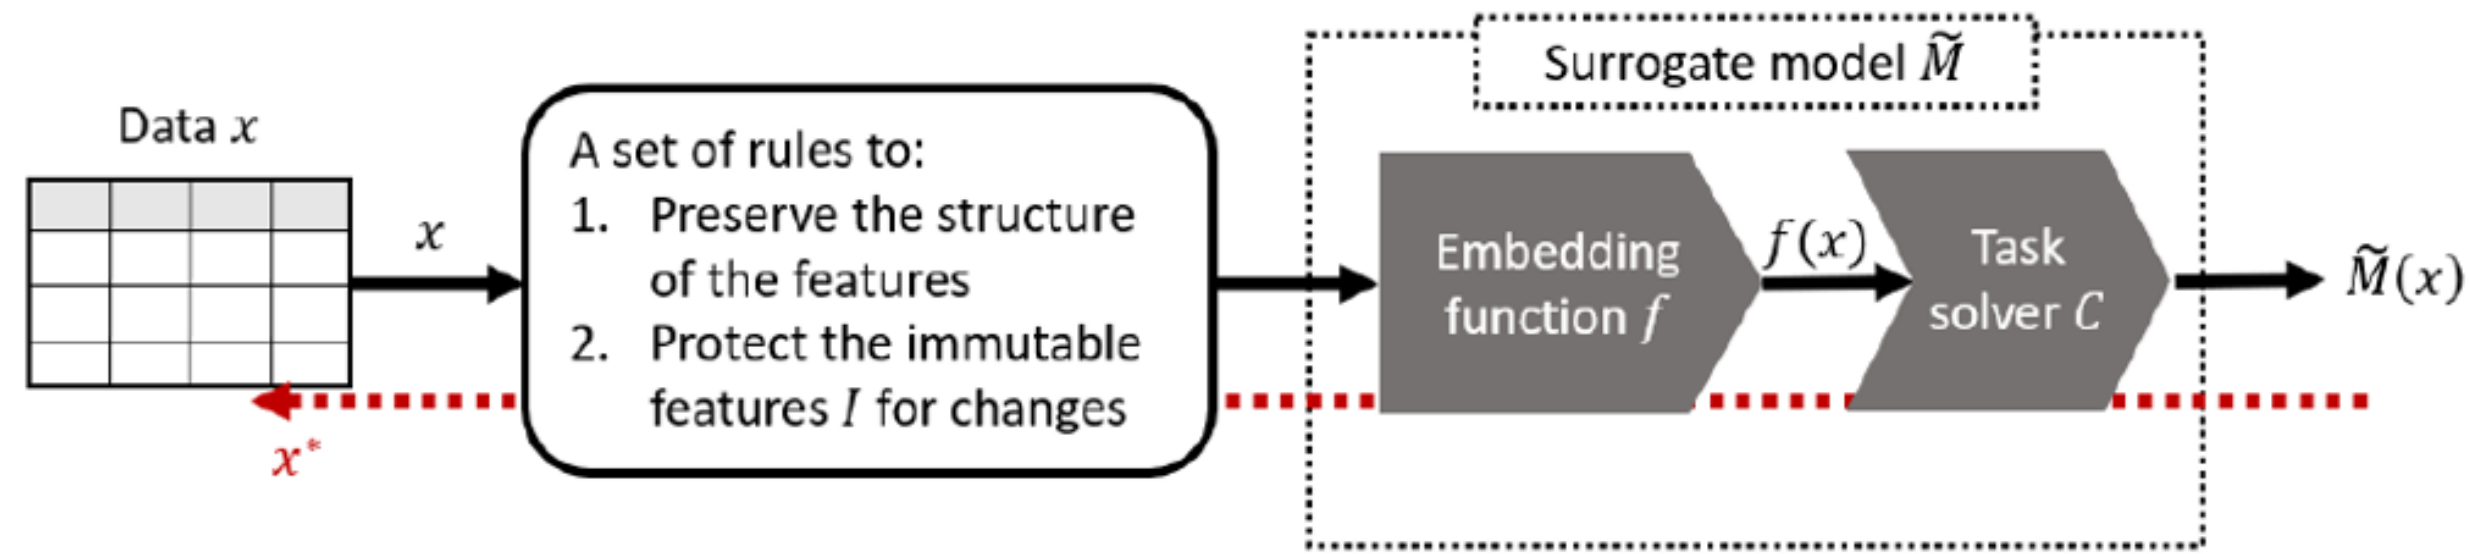 Surrogate model M̃
Data x
A set of rules to:
1. Preserve the structure
of the features
2. Protect the immutable
features I for changes
x
Embedding
function f
f(x)
Task
solver C
M̃(x)
x*